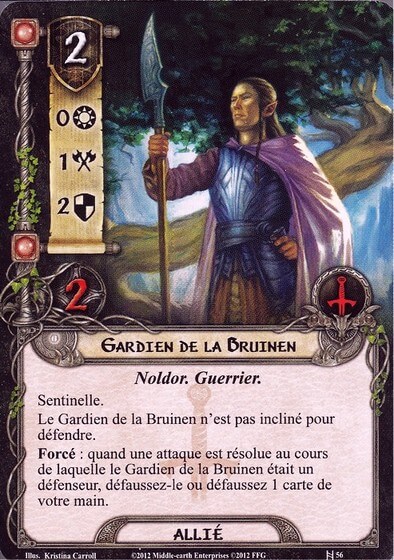 2
0
1
2
2
Gardien de la Bruinen
Noldor. Guerrier.
Sentinelle.
Le Gardien de la Bruinen n'est pas incliné pour
défendre.
Forcé : quand une attaque est résolue au cours
de laquelle le Gardien de la Bruinen était un
défenseur, défaussez-le ou défaussez 1 carte de
votre main.
Allié
Illus. Kristina Carroll ©2012 Middle-earth Enterprises ©2012 FFG 56